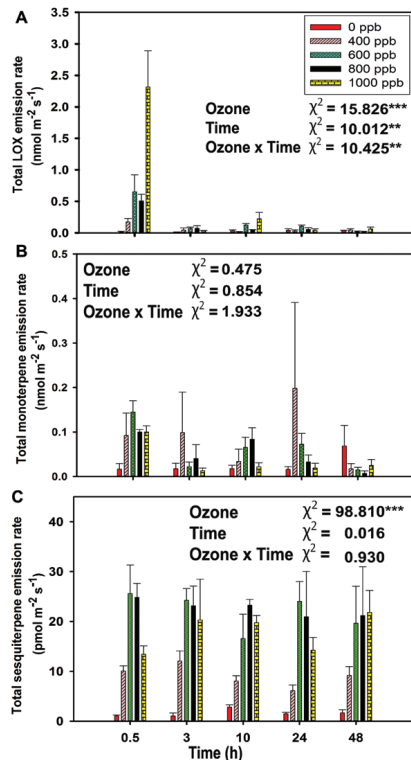 A
Total LOX emission rate
(nmol m⁻² s⁻¹)
3.5
3.0
2.5
2.0
1.5
1.0
0.5
0.0
0 ppb
400 ppb
600 ppb
800 ppb
1000 ppb
Ozone χ² = 15.826***
Time χ² = 10.012**
Ozone x Time χ² = 10.425**
B
Total monoterpene emission rate
(nmol m⁻² s⁻¹)
0.5
0.4
0.3
0.2
0.1
0.0
Ozone χ² = 0.475
Time χ² = 0.854
Ozone x Time χ² = 1.933
C
Total sesquiterpene emission rate
(pmol m⁻² s⁻¹)
40
30
20
10
0
Ozone χ² = 98.810***
Time χ² = 0.016
Ozone x Time χ² = 0.930
0.5 3 10 24 48
Time (h)